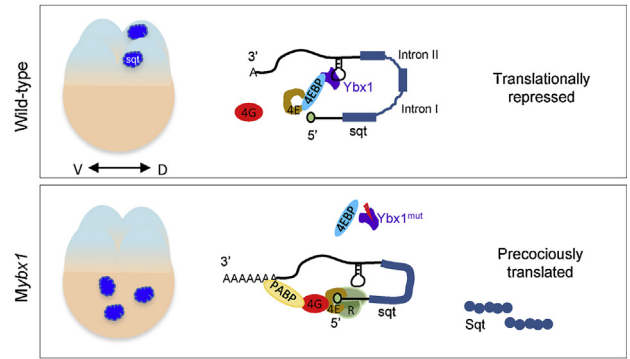 Wild-type
sqt
V D
3’
A
Intron II
4EBP
Ybx1
4G
4E
Intron I
5’
sqt
Translationally
repressed
Mybx1
4EBP
Ybx1mut
3’
AAAAAAA
PABP
4G
4E
R
5’
sqt
Precociously
translated
Sqt